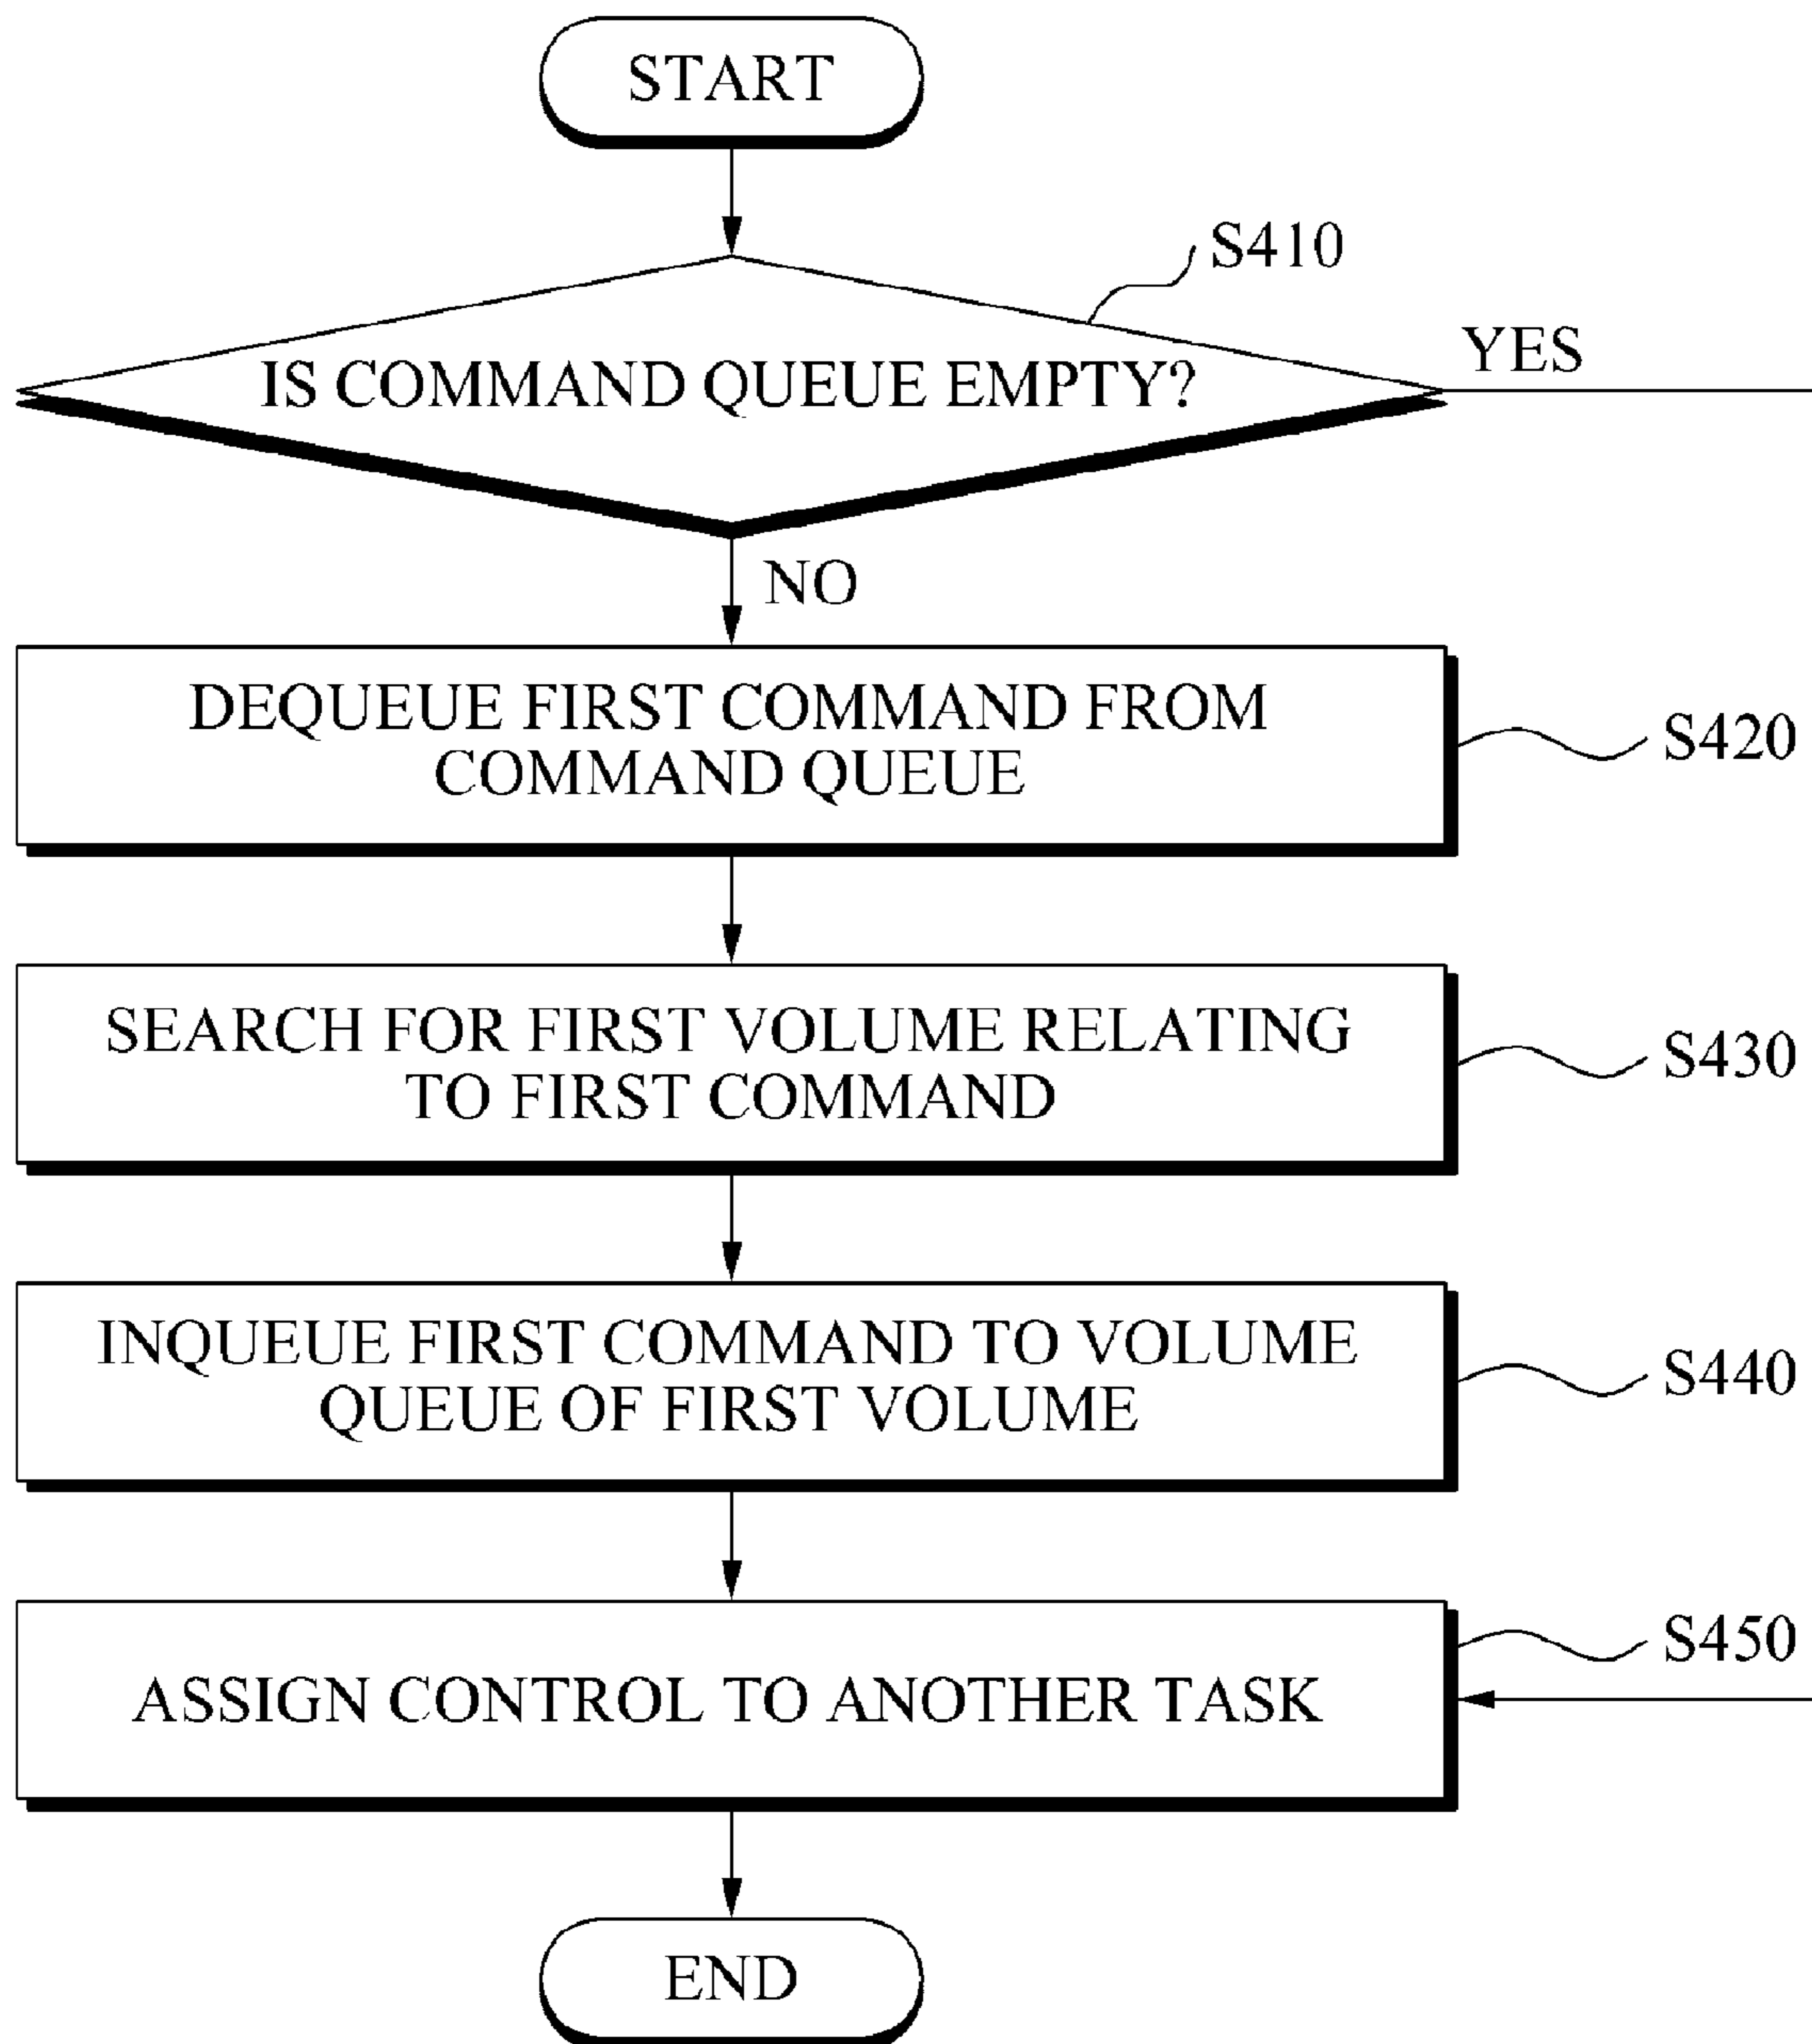 START
S410
IS COMMAND QUEUE EMPTY?
YES
NO
DEQUEUE FIRST COMMAND FROM
COMMAND QUEUE
S420
SEARCH FOR FIRST VOLUME RELATING
TO FIRST COMMAND
S430
INQUEUE FIRST COMMAND TO VOLUME
QUEUE OF FIRST VOLUME
S440
S450
ASSIGN CONTROL TO ANOTHER TASK
END